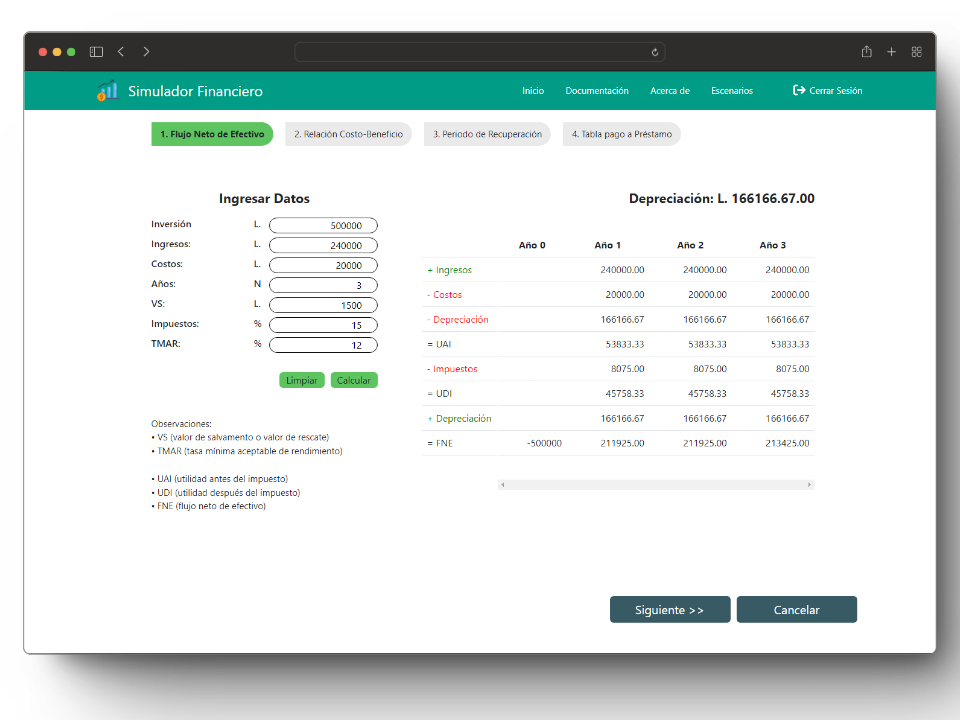 Simulador Financiero
Inicio Documentación Acerca de Escenarios Cerrar Sesión
1. Flujo Neto de Efectivo 2. Relación Costo-Beneficio 3. Periodo de Recuperación 4. Tabla pago a Préstamo
Ingresar Datos
Inversión L. 500000
Ingresos: L. 240000
Costos: L. 20000
Años: N 3
VS: L. 1500
Impuestos: % 15
TMAR: % 12
Limpiar Calcular
Observaciones:
• VS (valor de salvamento o valor de rescate)
• TMAR (tasa mínima aceptable de rendimiento)
• UAI (utilidad antes del impuesto)
• UDI (utilidad después del impuesto)
• FNE (flujo neto de efectivo)
Depreciación: L. 166166.67.00
Año 0 Año 1 Año 2 Año 3
+ Ingresos 240000.00 240000.00 240000.00
- Costos 20000.00 20000.00 20000.00
- Depreciación 166166.67 166166.67 166166.67
= UAI 53833.33 53833.33 53833.33
- Impuestos 8075.00 8075.00 8075.00
= UDI 45758.33 45758.33 45758.33
+ Depreciación 166166.67 166166.67 166166.67
= FNE -500000 211925.00 211925.00 213425.00
Siguiente >> Cancelar